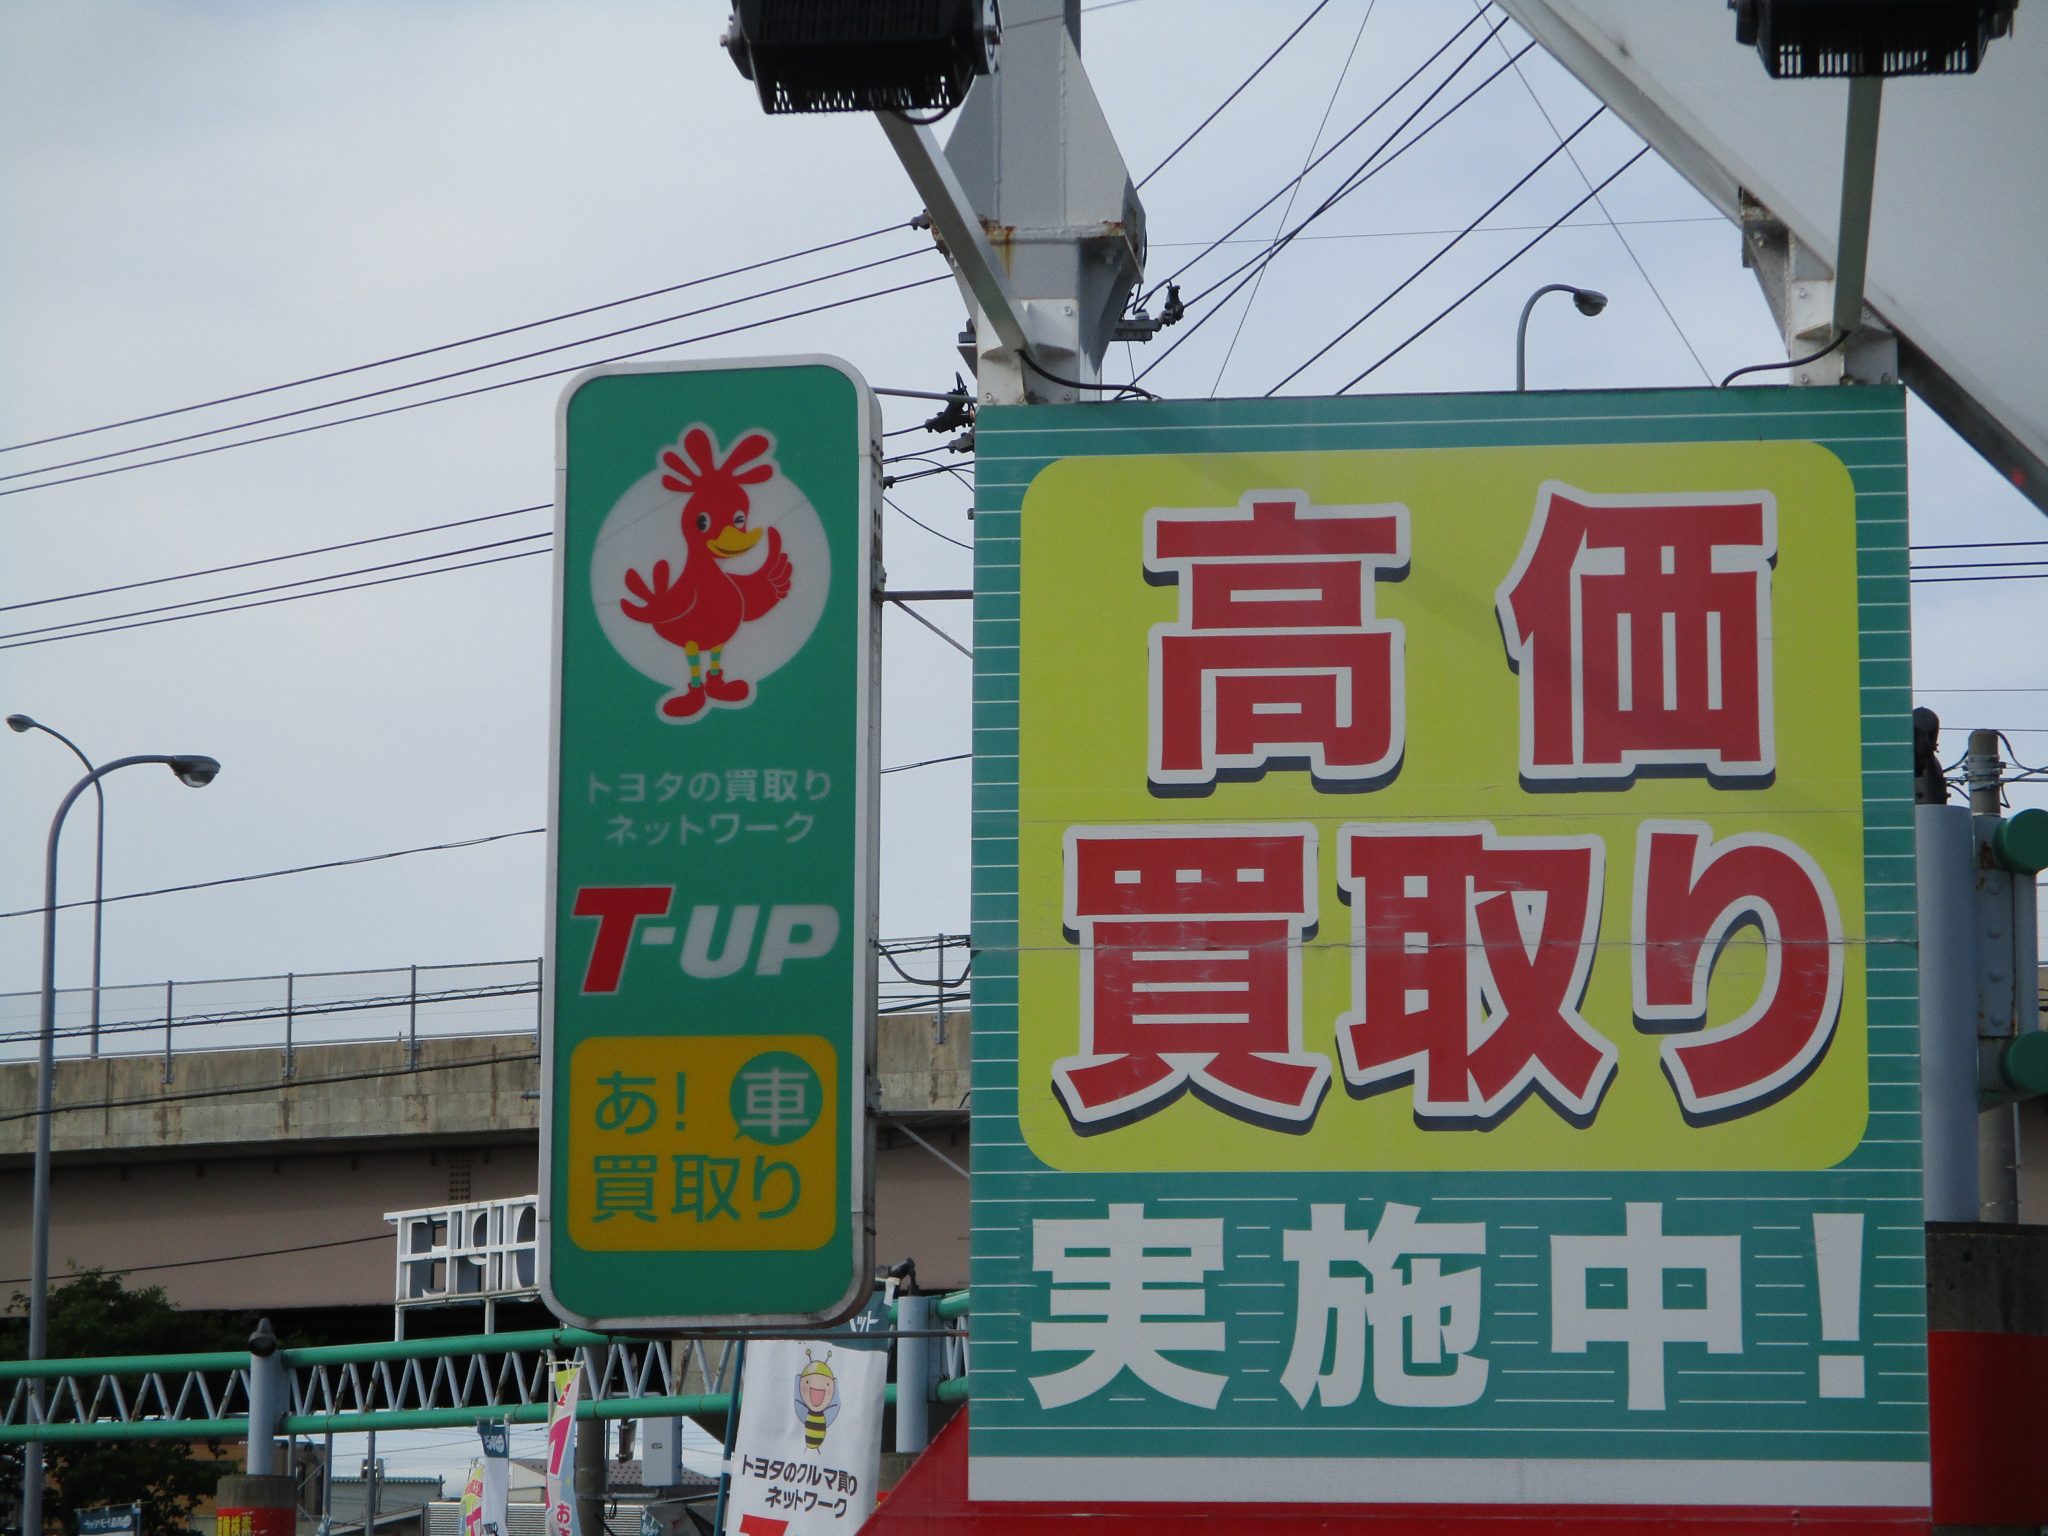 トヨタの買取り
ネットワーク
T-UP
あ!車
買取り
高価
買取り
実施中!
トヨタのクルマ買り
ネットワーク